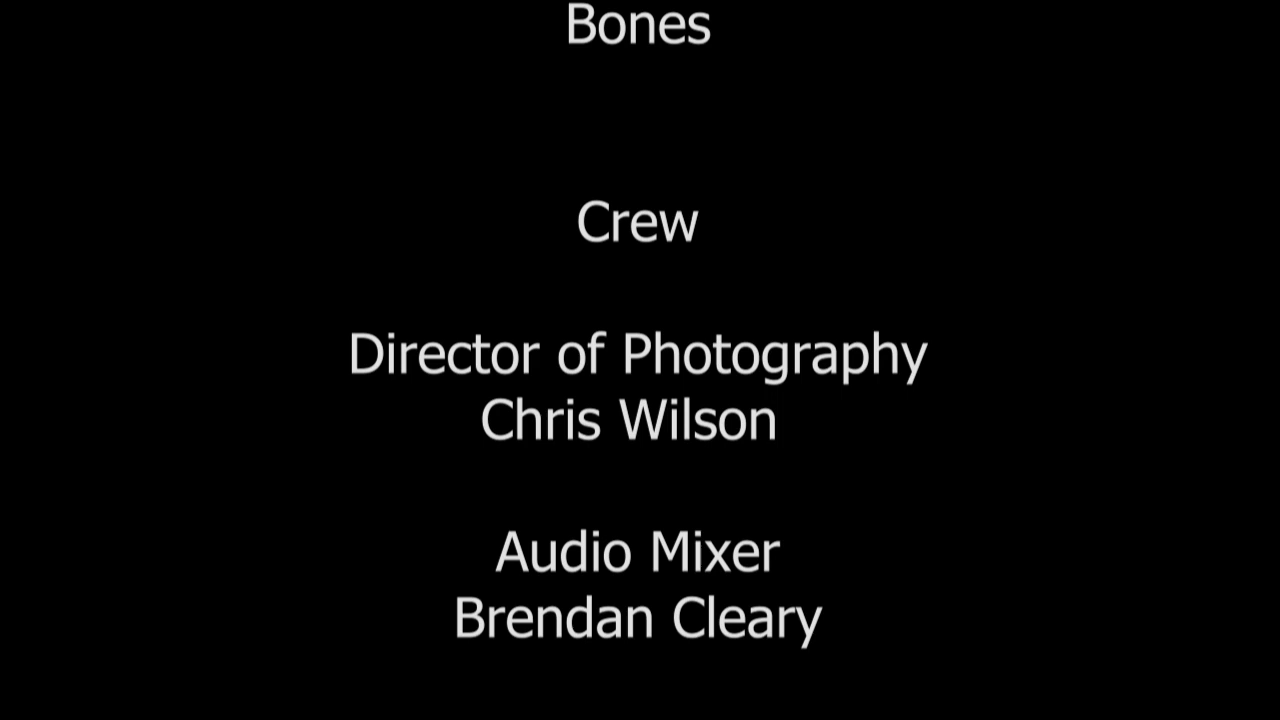 Bones
Crew
Director of Photography
Chris Wilson
Audio Mixer
Brendan Cleary